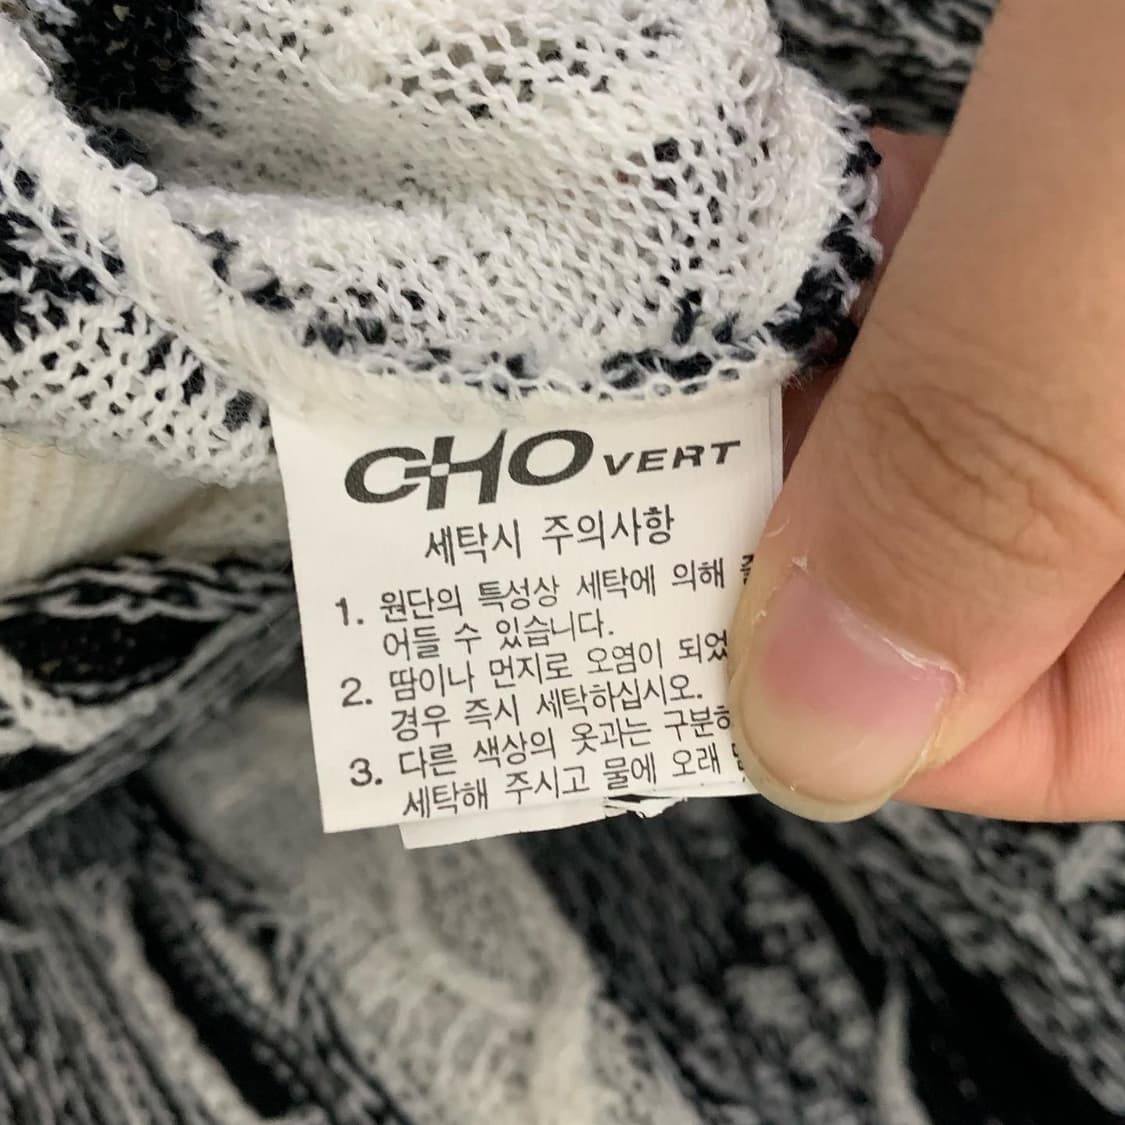 CHO VERT
세탁시 주의사항
1. 원단의 특성상 세탁에 의해
어들 수 있습니다.
2. 땀이나 먼지로 오염이 되었
경우 즉시 세탁하십시오.
3. 다른 색상의 옷과는 구분하
세탁해 주시고 물에 오래